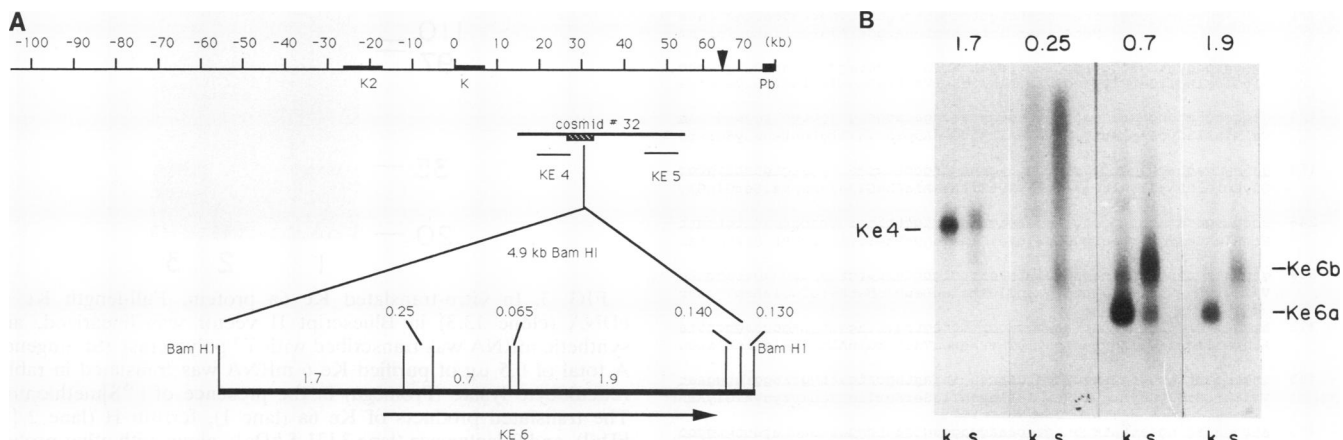 A
-100 -90 -80 -70 -60 -50 -40 -30 -20 -10 0 10 20 30 40 50 60 70 (kb)
K2 K Pb
cosmid # 32
KE 4 KE 5
4.9 kb Bam HI
0.25 0.065 0.140 0.130
Bam H1 Bam H1
1.7 0.7 1.9
KE 6
B
1.7 0.25 0.7 1.9
Ke4
Ke6b
Ke6a
k s k s k s k s